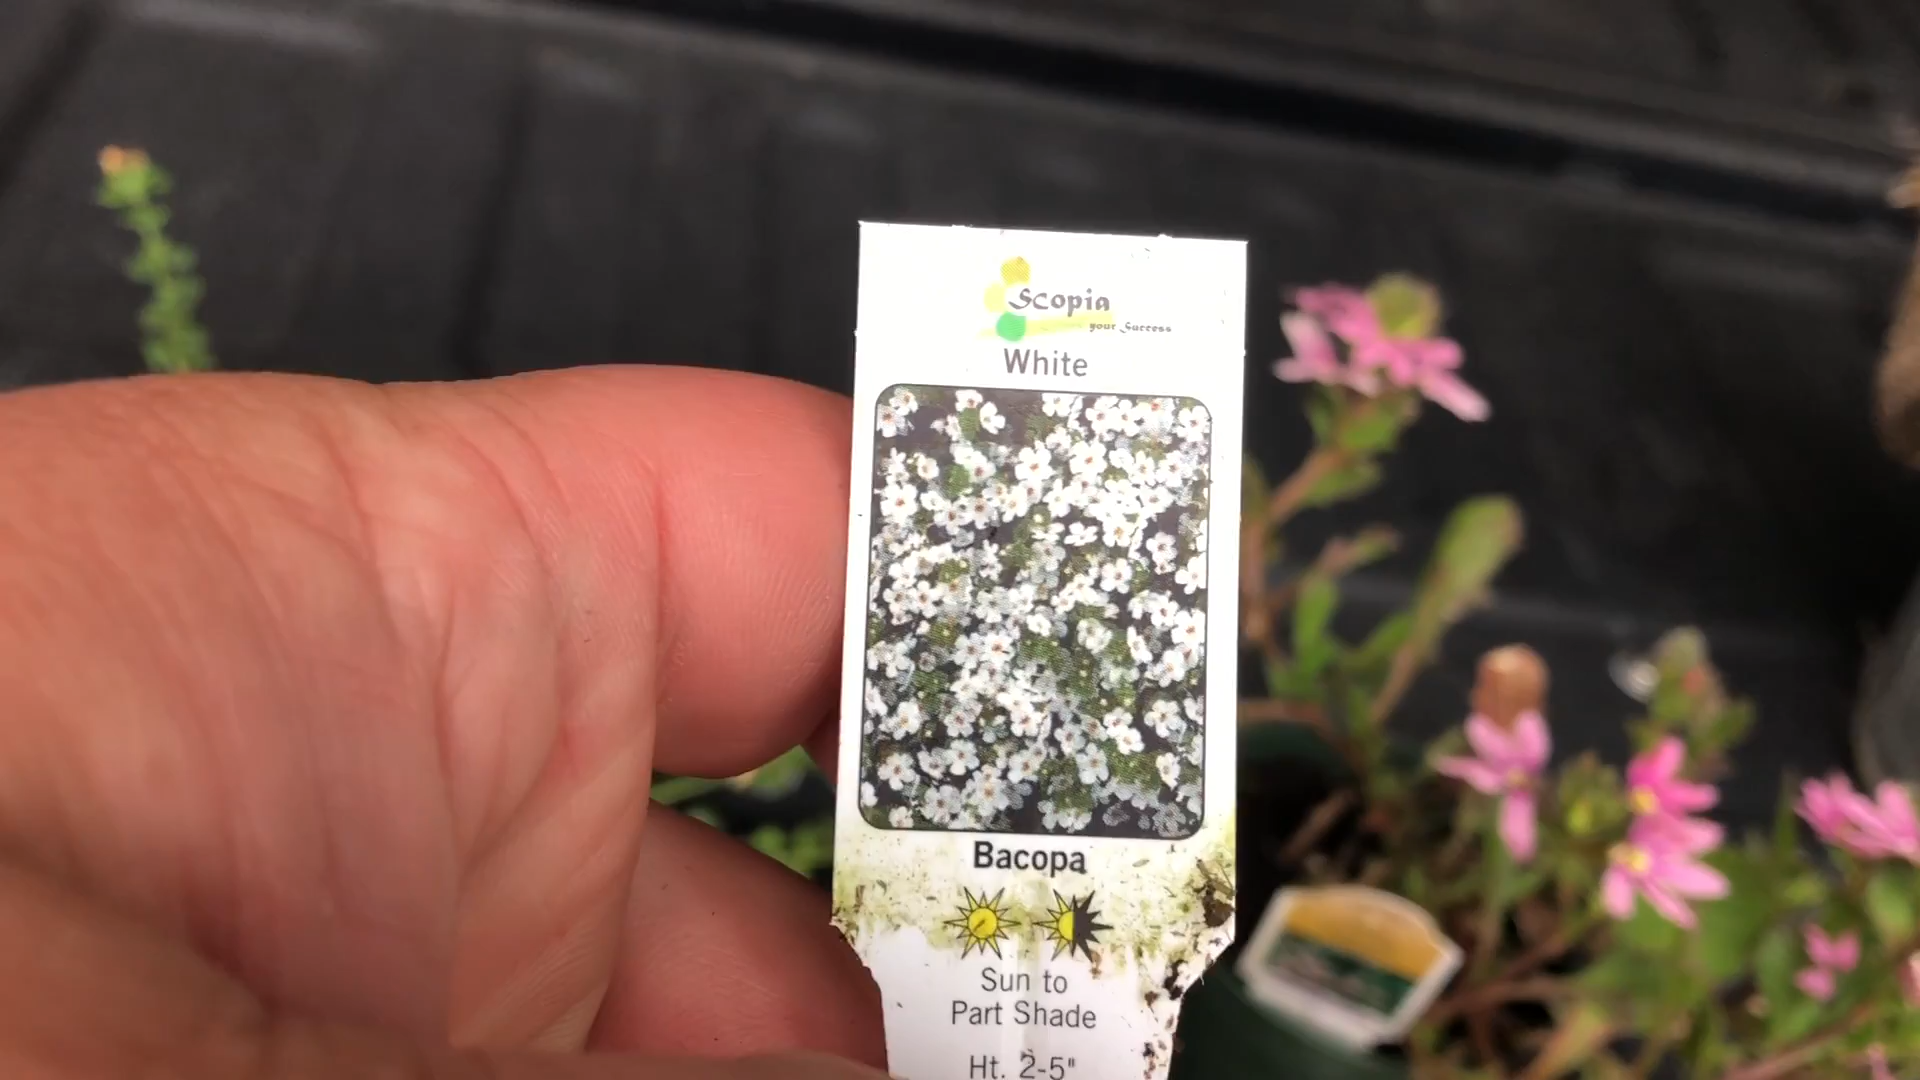 Scopia
your Success
White
Bacopa
Sun to
Part Shade
Ht. 2-5"